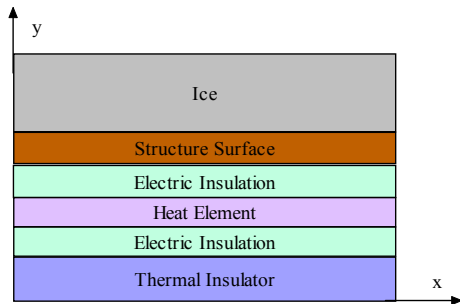 y
Ice
Structure Surface
Electric Insulation
Heat Element
Electric Insulation
Thermal Insulator
x